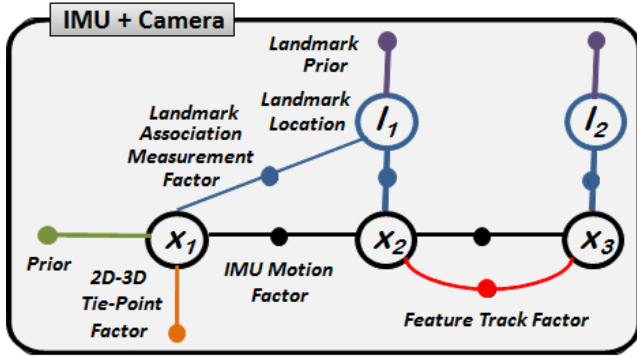 IMU + Camera
Landmark
Prior
Landmark
Association
Measurement
Factor
Landmark
Location
l1
l2
x1
x2
x3
Prior
2D-3D
Tie-Point
Factor
IMU Motion
Factor
Feature Track Factor